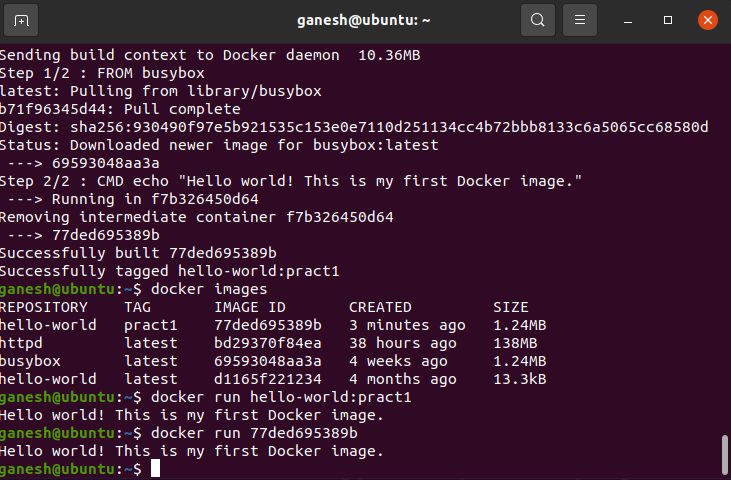 ganesh@ubuntu: ~
Sending build context to Docker daemon  10.36MB
Step 1/2 : FROM busybox
latest: Pulling from library/busybox
b71f96345d44: Pull complete
Digest: sha256:930490f97e5b921535c153e0e7110d251134cc4b72bbb8133c6a5065cc68580d
Status: Downloaded newer image for busybox:latest
 ---> 69593048aa3a
Step 2/2 : CMD echo "Hello world! This is my first Docker image."
 ---> Running in f7b326450d64
Removing intermediate container f7b326450d64
 ---> 77ded695389b
Successfully built 77ded695389b
Successfully tagged hello-world:pract1
ganesh@ubuntu:~$ docker images
REPOSITORY    TAG       IMAGE ID       CREATED         SIZE
hello-world   pract1    77ded695389b   3 minutes ago   1.24MB
httpd         latest    bd29370f84ea   38 hours ago    138MB
busybox       latest    69593048aa3a   4 weeks ago     1.24MB
hello-world   latest    d1165f221234   4 months ago    13.3kB
ganesh@ubuntu:~$ docker run hello-world:pract1
Hello world! This is my first Docker image.
ganesh@ubuntu:~$ docker run 77ded695389b
Hello world! This is my first Docker image.
ganesh@ubuntu:~$